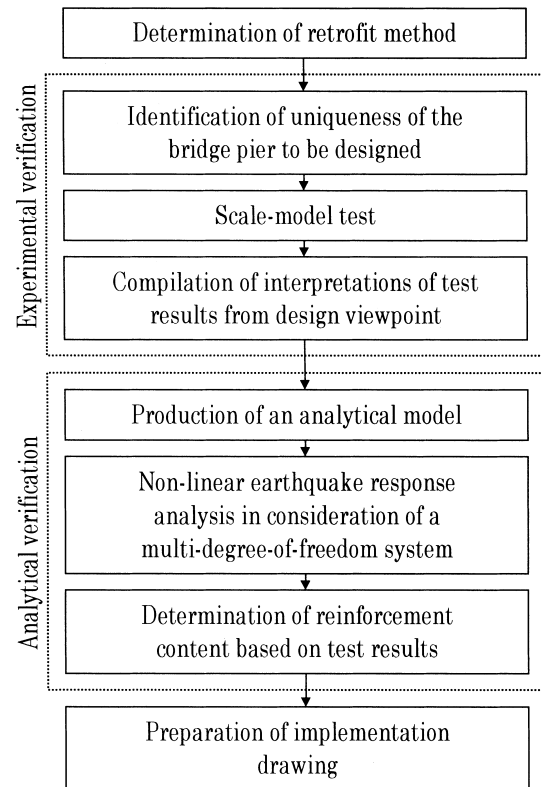 Determination of retrofit method
Experimental verification
Identification of uniqueness of the
bridge pier to be designed
Scale-model test
Compilation of interpretations of test
results from design viewpoint
Analytical verification
Production of an analytical model
Non-linear earthquake response
analysis in consideration of a
multi-degree-of-freedom system
Determination of reinforcement
content based on test results
Preparation of implementation
drawing